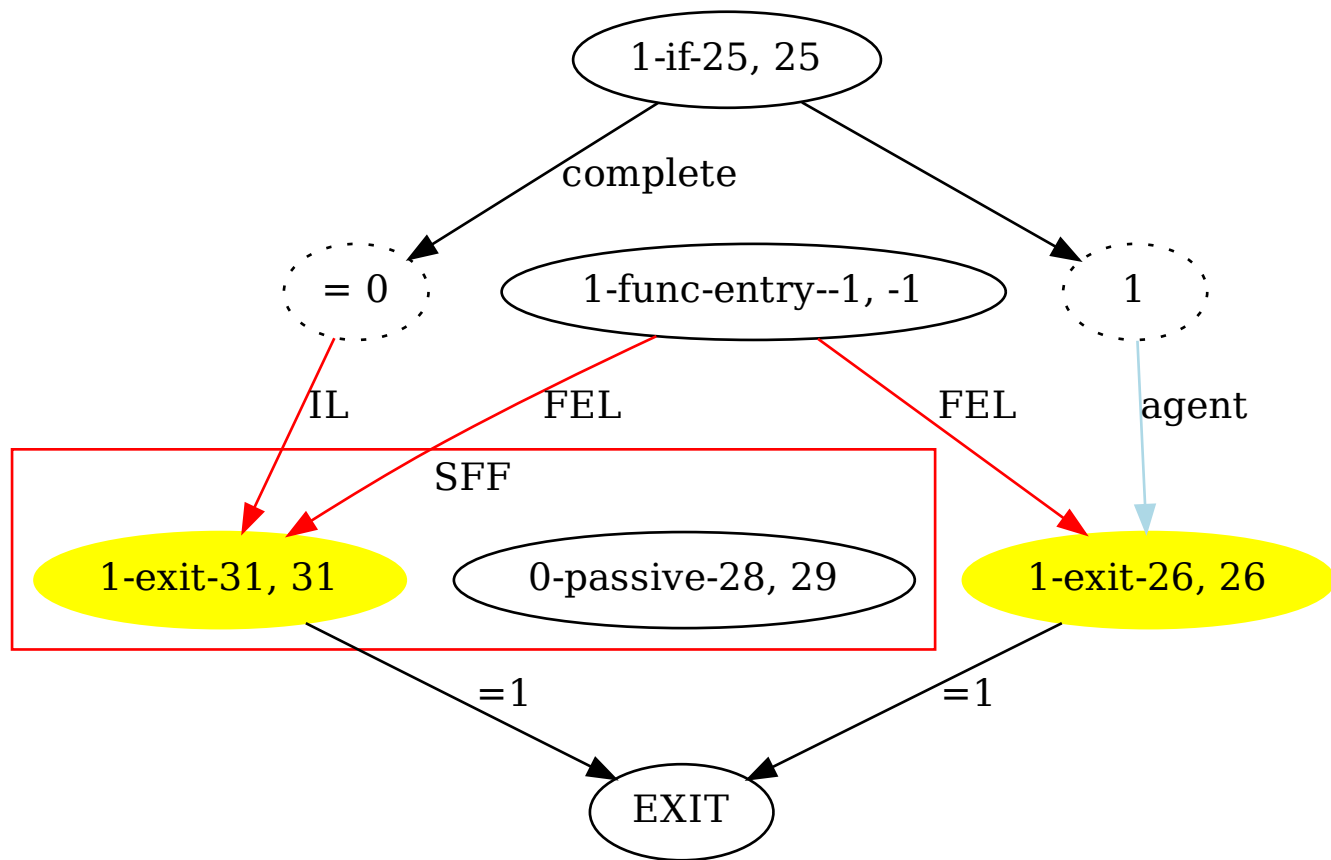 1-if-25, 25
complete
= 0
1-func-entry--1, -1
1
IL
FEL
FEL
agent
SFF
1-exit-31, 31
0-passive-28, 29
1-exit-26, 26
=1
=1
EXIT